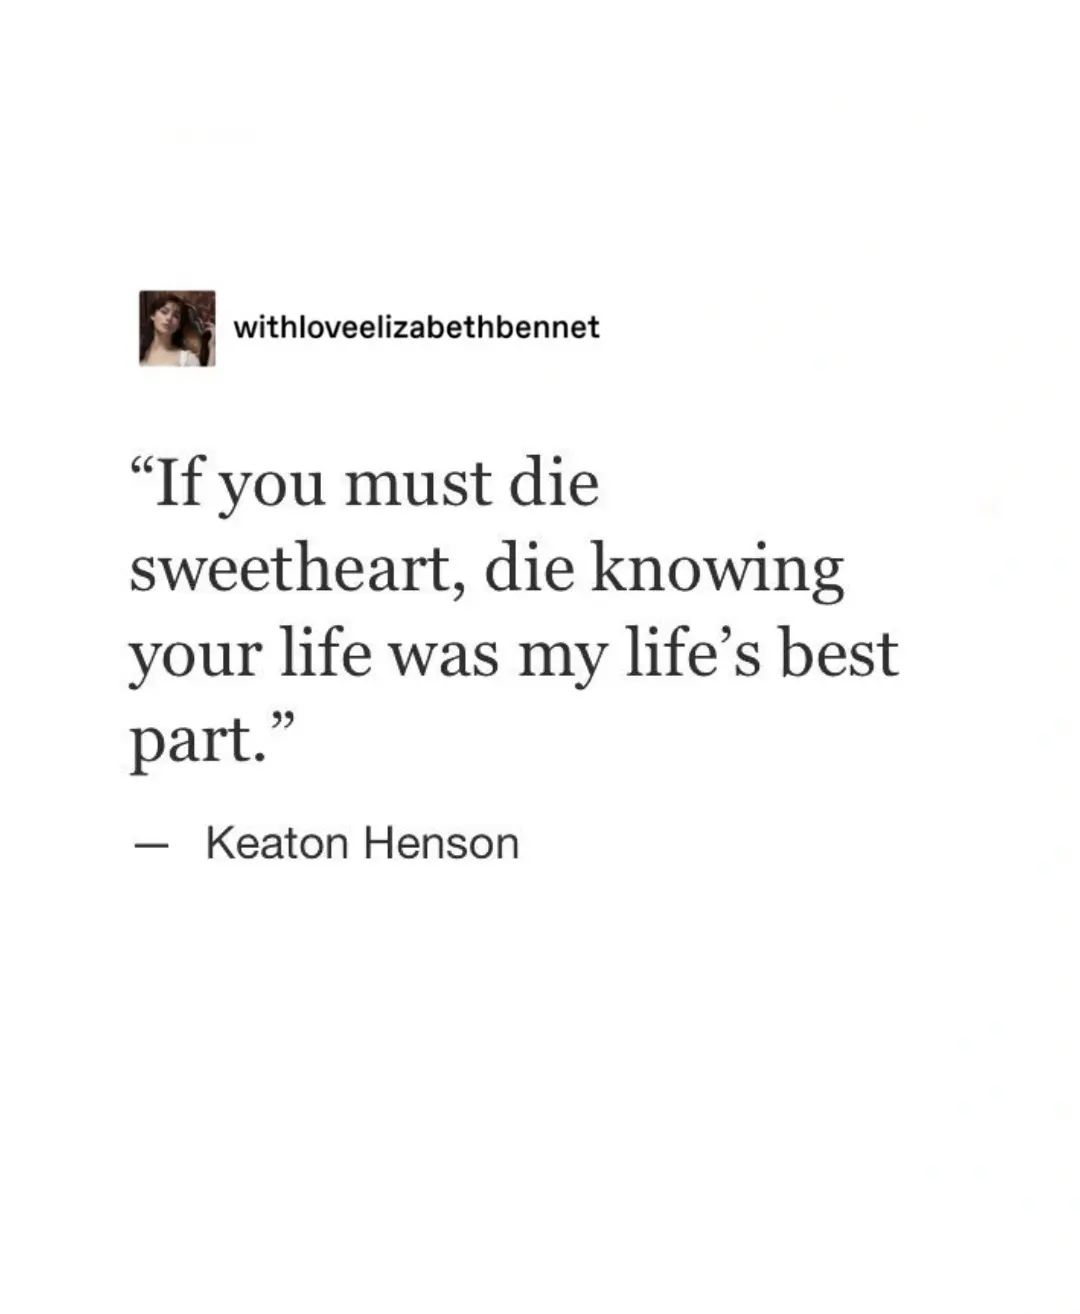 withloveelizabethbennet
“If you must die
sweetheart, die knowing
your life was my life’s best
part.”
— Keaton Henson